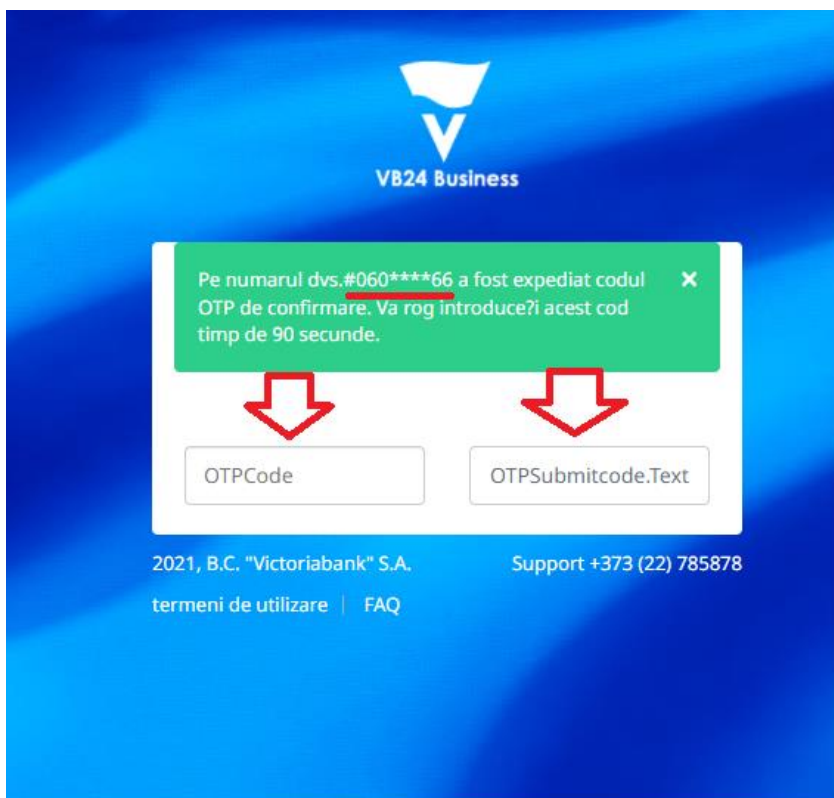 VB24 Business
Pe numarul dvs.#060****66 a fost expediat codul
OTP de confirmare. Va rog introduce?i acest cod
timp de 90 secunde.
OTPCode
OTPSubmitcode.Text
2021, B.C. "Victoriabank" S.A.
Support +373 (22) 785878
termeni de utilizare
FAQ